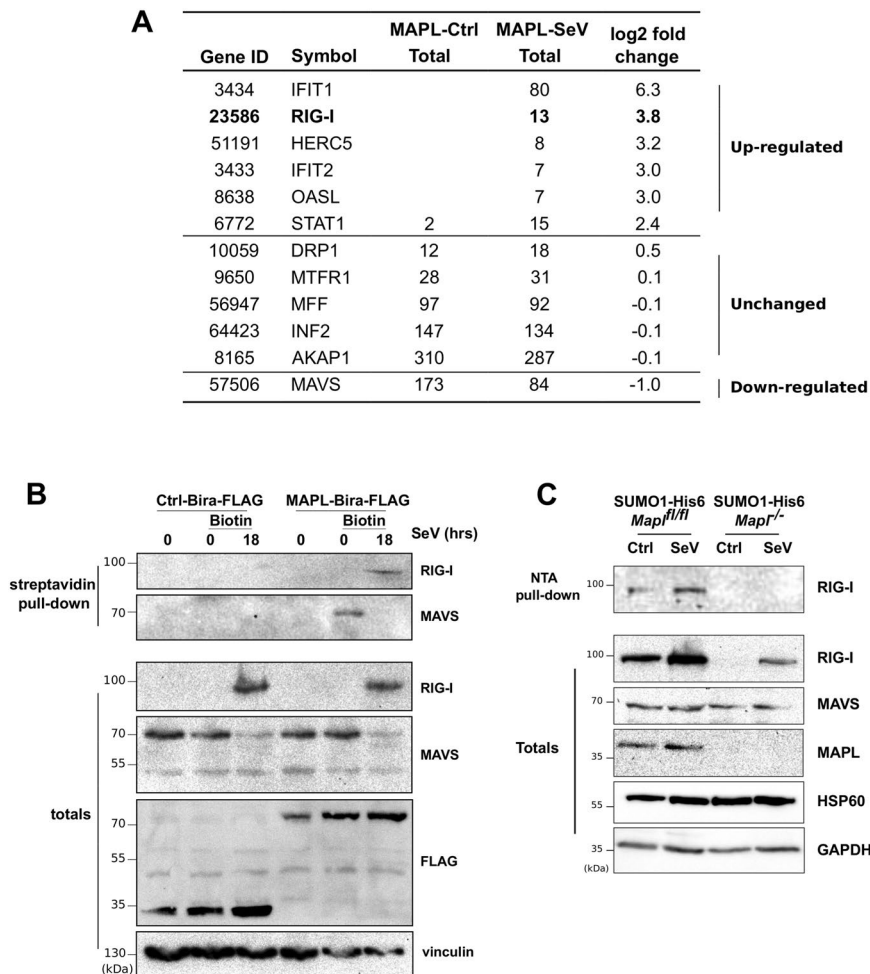 A
MAPL-Ctrl MAPL-SeV log2 fold
Gene ID Symbol Total Total change
3434 IFIT1 80 6.3
23586 RIG-I 13 3.8
51191 HERC5 8 3.2
3433 IFIT2 7 3.0
8638 OASL 7 3.0
6772 STAT1 2 15 2.4
Up-regulated
10059 DRP1 12 18 0.5
9650 MTFR1 28 31 0.1
56947 MFF 97 92 -0.1
64423 INF2 147 134 -0.1
8165 AKAP1 310 287 -0.1
Unchanged
57506 MAVS 173 84 -1.0
Down-regulated
B
Ctrl-Bira-FLAG MAPL-Bira-FLAG
Biotin Biotin
0 0 18 0 0 18 SeV (hrs)
streptavidin
pull-down
100 RIG-I
70 MAVS
totals
100 RIG-I
70
55
MAVS
70
55
35
FLAG
130 vinculin
(kDa)
C
SUMO1-His6 SUMO1-His6
Mapl^fl/fl Mapl^-/-
Ctrl SeV Ctrl SeV
NTA
pull-down
100 RIG-I
Totals
100 RIG-I
70 MAVS
35 MAPL
55 HSP60
35 GAPDH
(kDa)